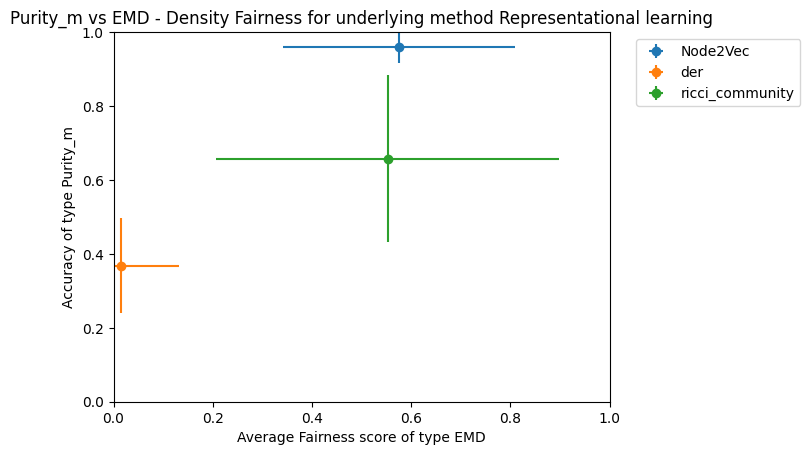 Purity_m vs EMD - Density Fairness for underlying method Representational learning
Node2Vec
der
ricci_community
Accuracy of type Purity_m
1.0
0.8
0.6
0.4
0.2
0.0
0.0 0.2 0.4 0.6 0.8 1.0
Average Fairness score of type EMD